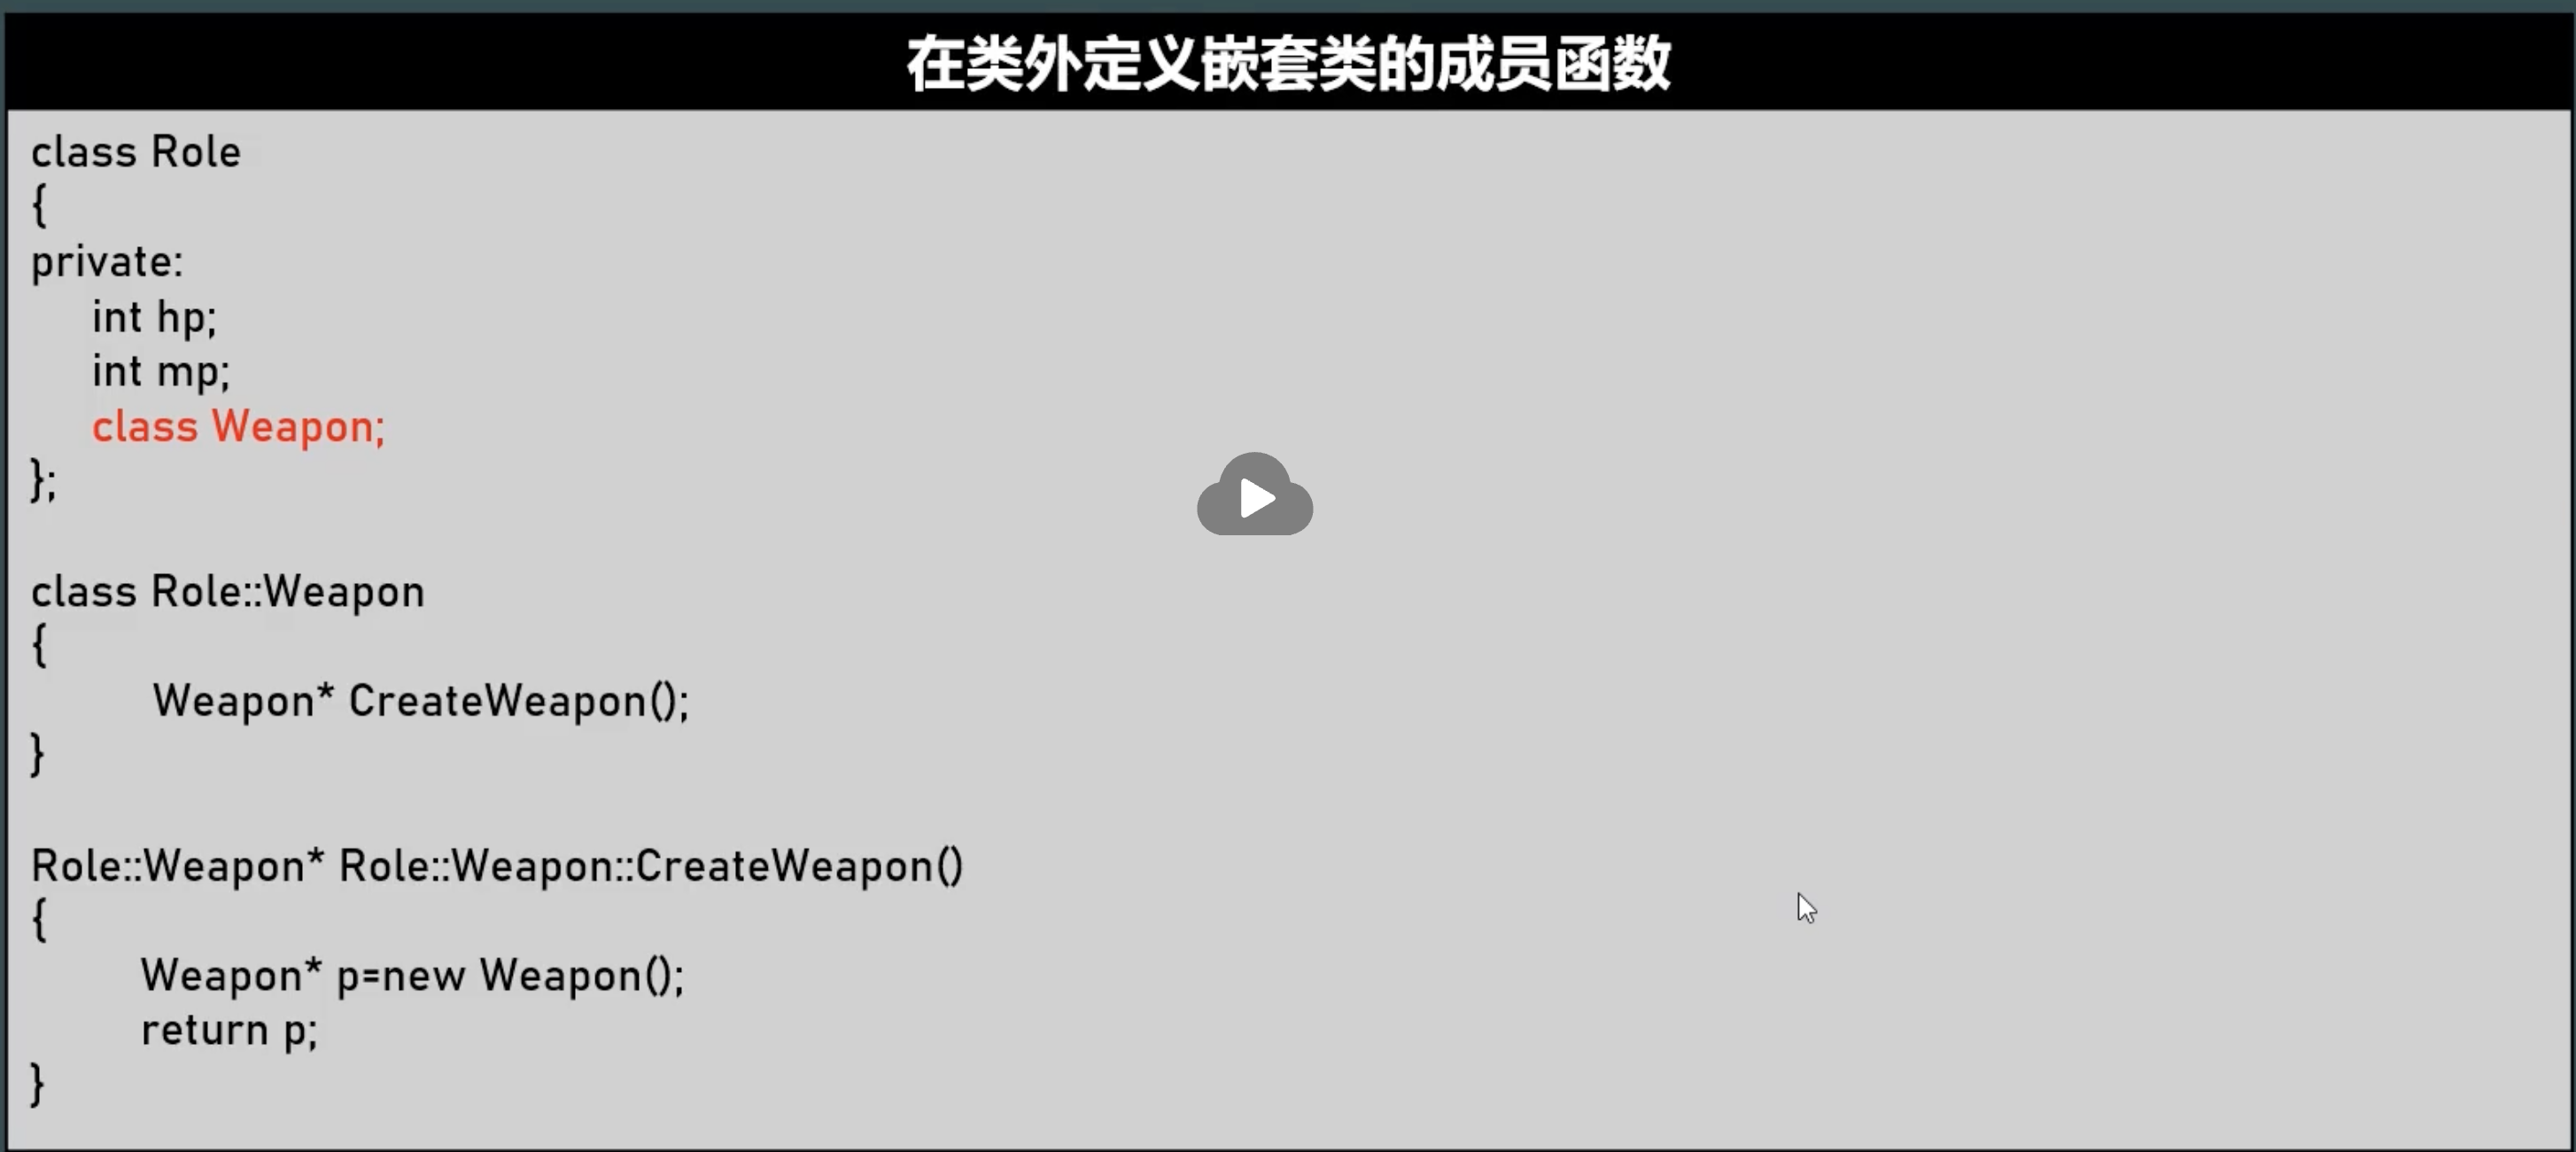 在类外定义嵌套类的成员函数
class Role
{
private:
int hp;
int mp;
class Weapon;
};
class Role::Weapon
{
Weapon* CreateWeapon();
}
Role::Weapon* Role::Weapon::CreateWeapon()
{
Weapon* p=new Weapon();
return p;
}